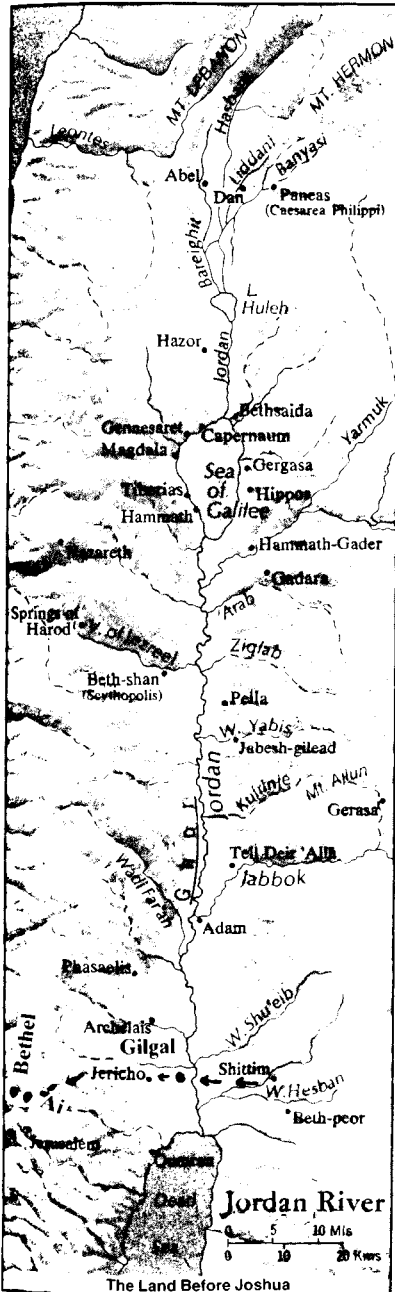 MT. LEBANON
MT. HERMON
Leontes
Hasb
Abel
Liddani
Banyasi
Dan
Paneas
(Caesarea Philippi)
Bareighit
L.
Huleh
Hazor
Jordan
Bethsaida
Gennesaret
Capernaum
Magdala
Yarmuk
Sea
of
Galilee
Gergasa
Tiberias
Hippos
Hammath
Hammath-Gader
Nazareth
Gadara
Arab
Springs of
Harod
V. of Jezreel
Ziglab
Beth-shan
(Scythopolis)
Pella
W. Yabis
Jabesh-gilead
Jordan
Kufinje
Mt. Ajlun
Gerasa
Ghor
Tell Deir 'Alla
Jabbok
Wadi Far'ah
Adam
Phasaelis
W. Shu'eib
Archelais
Bethel
Gilgal
Jericho
Shittim
Ai
W. Hesban
Beth-peor
Jerusalem
Qumran
Dead
Sea
Jordan River
0 5 10 Mls
0 10 20 Kms
The Land Before Joshua